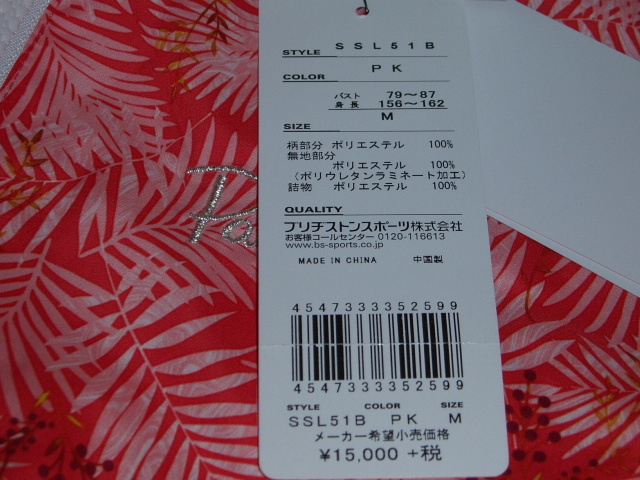 STYLE SSL51B
COLOR PK
バスト 79～87
身長 156～162
M
SIZE
柄部分 ポリエステル 100%
無地部分
ポリエステル 100%
（ポリウレタンラミネート加工）
詰物 ポリエステル 100%
QUALITY
ブリヂストンスポーツ株式会社
お客様コールセンター 0120-116613
www.bs-sports.co.jp
MADE IN CHINA 中国製
4547333352599
4547333352599
STYLE COLOR SIZE
SSL51B PK M
メーカー希望小売価格
¥15,000 +税